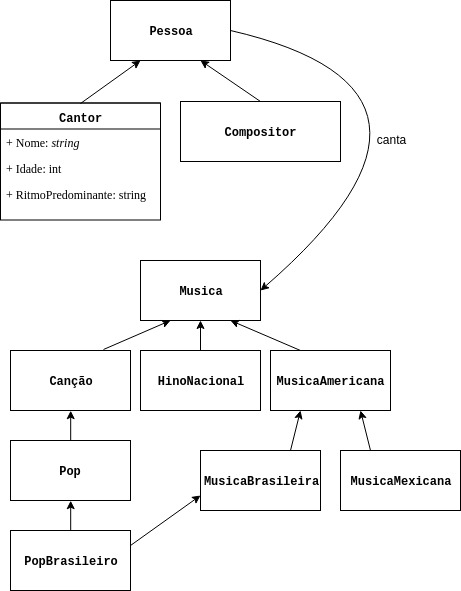 Pessoa
Cantor
+ Nome: string
+ Idade: int
+ RitmoPredominante: string
Compositor
canta
Musica
Canção
HinoNacional
MusicaAmericana
Pop
MusicaBrasileira
MusicaMexicana
PopBrasileiro